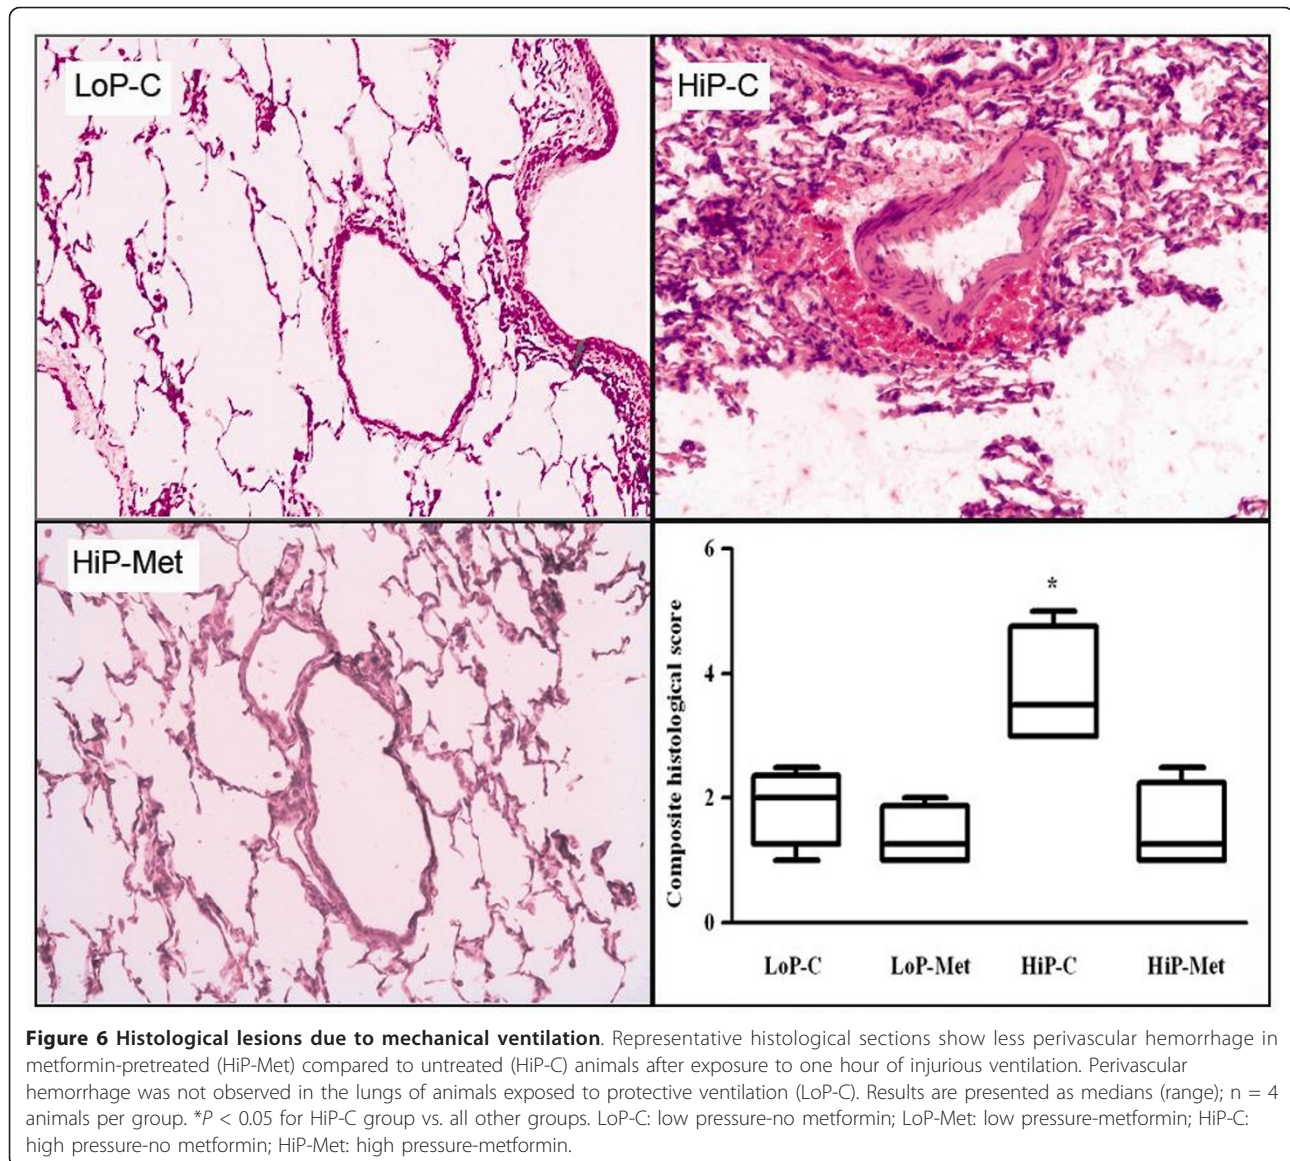 LoP-C
HiP-C
HiP-Met
6
*
4
2
0
Composite histological score
LoP-C LoP-Met HiP-C HiP-Met
Figure 6 Histological lesions due to mechanical ventilation. Representative histological sections show less perivascular hemorrhage in
metformin-pretreated (HiP-Met) compared to untreated (HiP-C) animals after exposure to one hour of injurious ventilation. Perivascular
hemorrhage was not observed in the lungs of animals exposed to protective ventilation (LoP-C). Results are presented as medians (range); n = 4
animals per group. *P < 0.05 for HiP-C group vs. all other groups. LoP-C: low pressure-no metformin; LoP-Met: low pressure-metformin; HiP-C:
high pressure-no metformin; HiP-Met: high pressure-metformin.